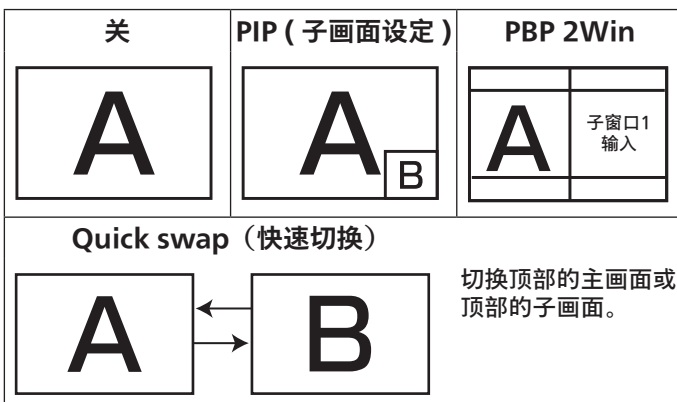 关
PIP ( 子画面设定 )
PBP 2Win
A
A
B
A
子窗口1
输入
Quick swap（快速切换）
A
B
切换顶部的主画面或
顶部的子画面。